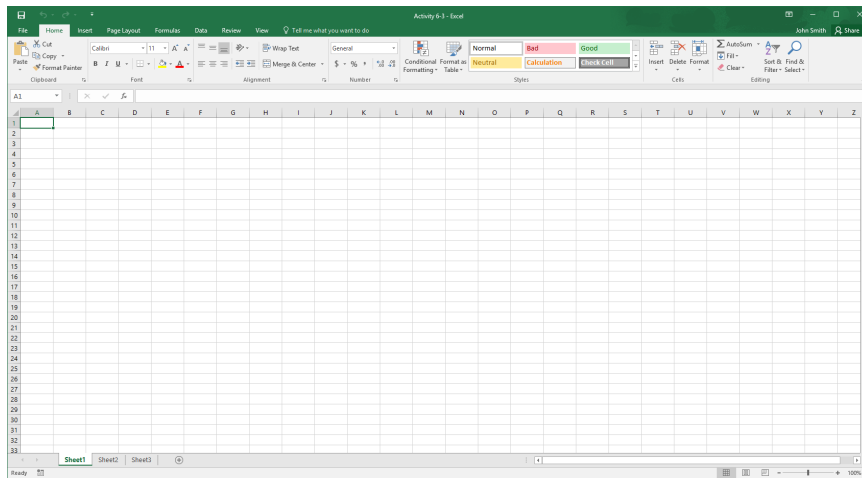 Activity 6-3 - Excel
File Home Insert Page Layout Formulas Data Review View Tell me what you want to do John Smith Share
Cut
Copy
Format Painter
Paste
Clipboard
Calibri 11
B I U
Font
Wrap Text
Merge & Center
Alignment
General
$ % ,
Number
Conditional Formatting
Format as Table
Normal Bad Good
Neutral Calculation Check Cell
Styles
Insert Delete Format
Cells
AutoSum
Fill
Clear
Sort & Filter
Find & Select
Editing
A1 fx
A B C D E F G H I J K L M N O P Q R S T U V W X Y Z
1
2
3
4
5
6
7
8
9
10
11
12
13
14
15
16
17
18
19
20
21
22
23
24
25
26
27
28
29
30
31
32
33
Sheet1 Sheet2 Sheet3
Ready 100%